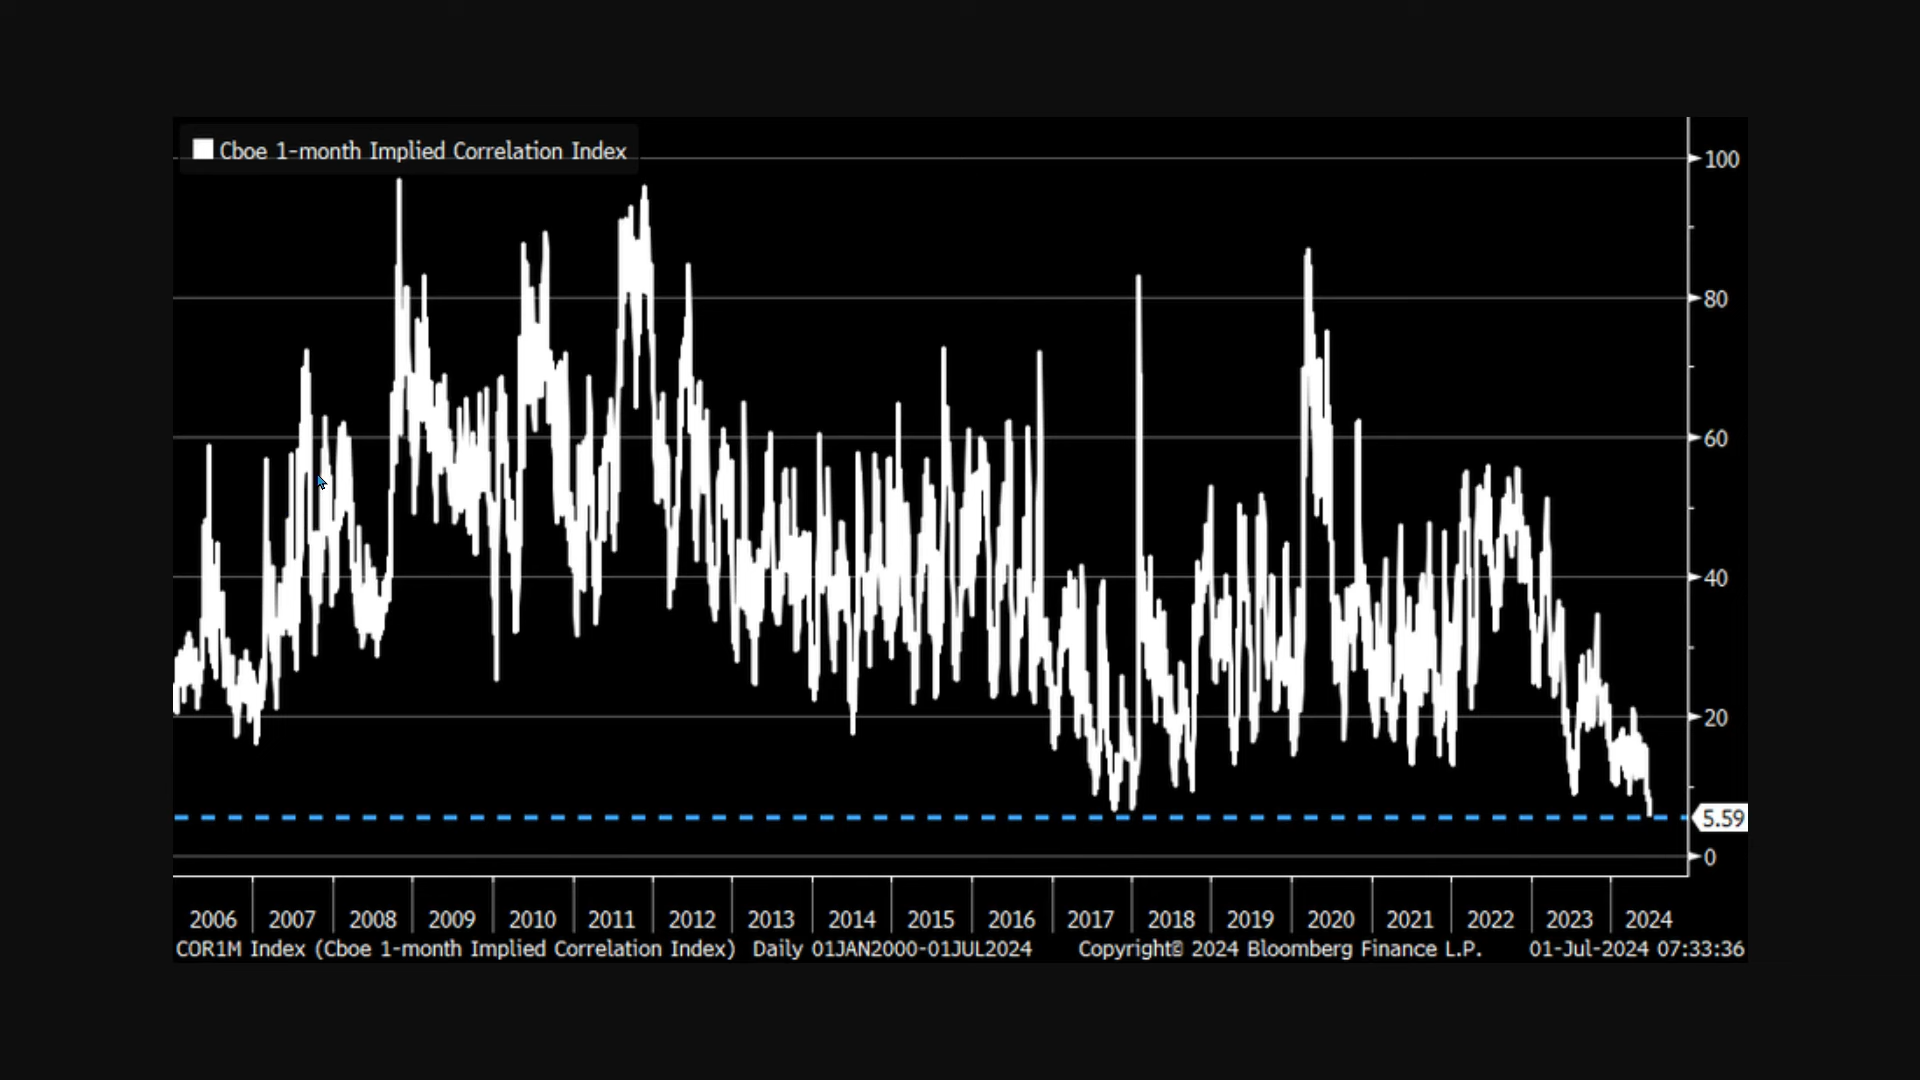 Cboe 1-month Implied Correlation Index
100
80
60
40
20
5.59
0
2006 2007 2008 2009 2010 2011 2012 2013 2014 2015 2016 2017 2018 2019 2020 2021 2022 2023 2024
COR1M Index (Cboe 1-month Implied Correlation Index) Daily 01JAN2000-01JUL2024 Copyright© 2024 Bloomberg Finance L.P. 01-Jul-2024 07:33:36